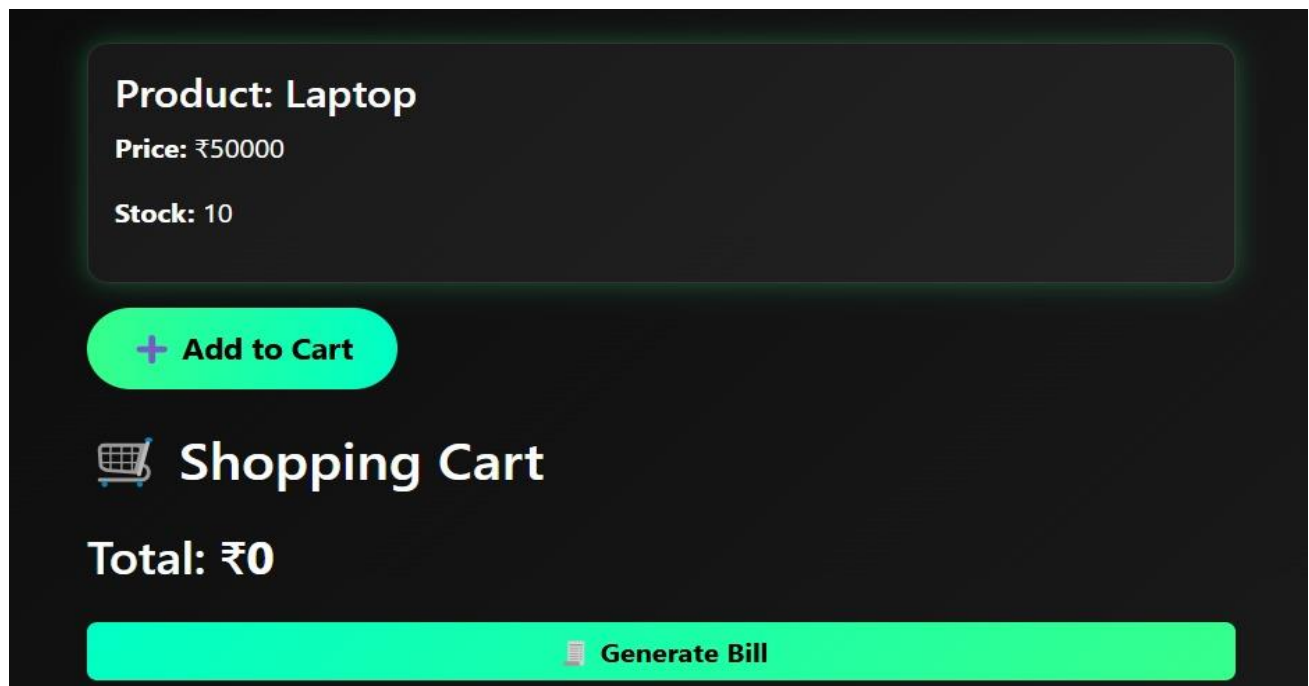 Product: Laptop
Price: ₹50000
Stock: 10
➕ Add to Cart
🛒 Shopping Cart
Total: ₹0
🧾 Generate Bill